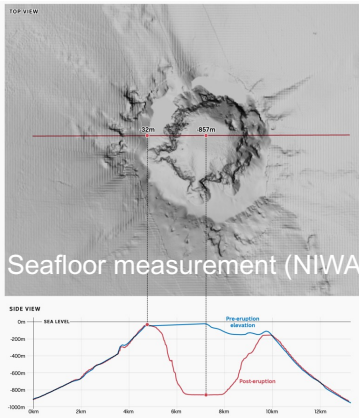 TOP VIEW
32m
857m
Seafloor measurement (NIWA
SIDE VIEW
Pre-eruption
elevation
0m
SEA LEVEL
-200m
-400m
-600m
-800m
-1000m
Post-eruption
0km
2km
4km
6km
8km
10km
12km